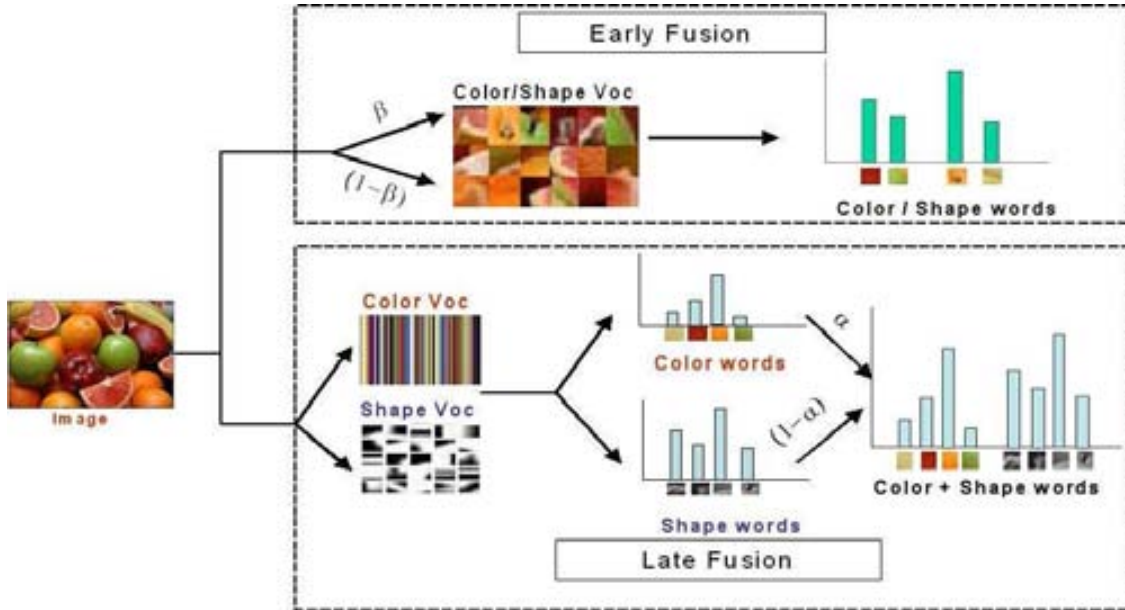 Early Fusion
Color/Shape Voc
β
(1-β)
Color / Shape words
Image
Color Voc
Shape Voc
Color words
Shape words
α
(1-α)
Color + Shape words
Late Fusion